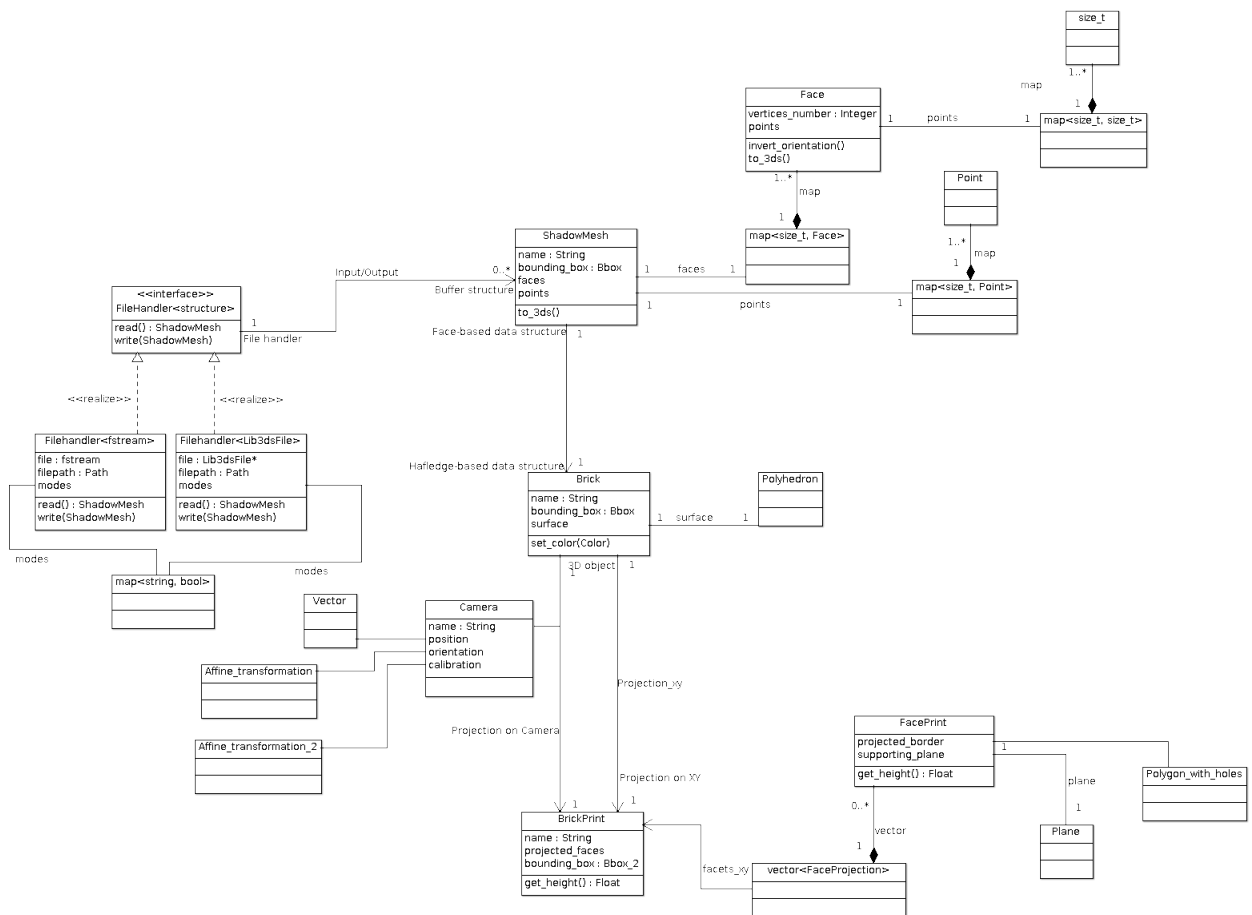 size_t
1..*
map
1
map<size_t, size_t>
Face
vertices_number : Integer
points
invert_orientation()
to_3ds()
1
points
1
1..*
map
1
map<size_t, Face>
Point
1..*
map
1
map<size_t, Point>
ShadowMesh
name : String
bounding_box : Bbox
faces
points
to_3ds()
1
faces
1
1
points
1
Input/Output
0..*
Buffer structure
<<interface>>
FileHandler<structure>
read() : ShadowMesh
write(ShadowMesh)
1
File handler
Face-based data structure
1
<<realize>>
<<realize>>
Filehandler<fstream>
file : fstream
filepath : Path
modes
read() : ShadowMesh
write(ShadowMesh)
Filehandler<Lib3dsFile>
file : Lib3dsFile*
filepath : Path
modes
read() : ShadowMesh
write(ShadowMesh)
modes
modes
map<string, bool>
Hafledge-based data structure
1
Brick
name : String
bounding_box : Bbox
surface
set_color(Color)
1
surface
1
Polyhedron
3D object
1
1
Vector
Camera
name : String
position
orientation
calibration
Affine_transformation
Affine_transformation_2
Projection_xy
Projection on Camera
Projection on XY
1
1
BrickPrint
name : String
projected_faces
bounding_box : Bbox_2
get_height() : Float
FacePrint
projected_border
supporting_plane
get_height() : Float
1
plane
1
Polygon_with_holes
Plane
0..*
vector
1
facets_xy
vector<FaceProjection>